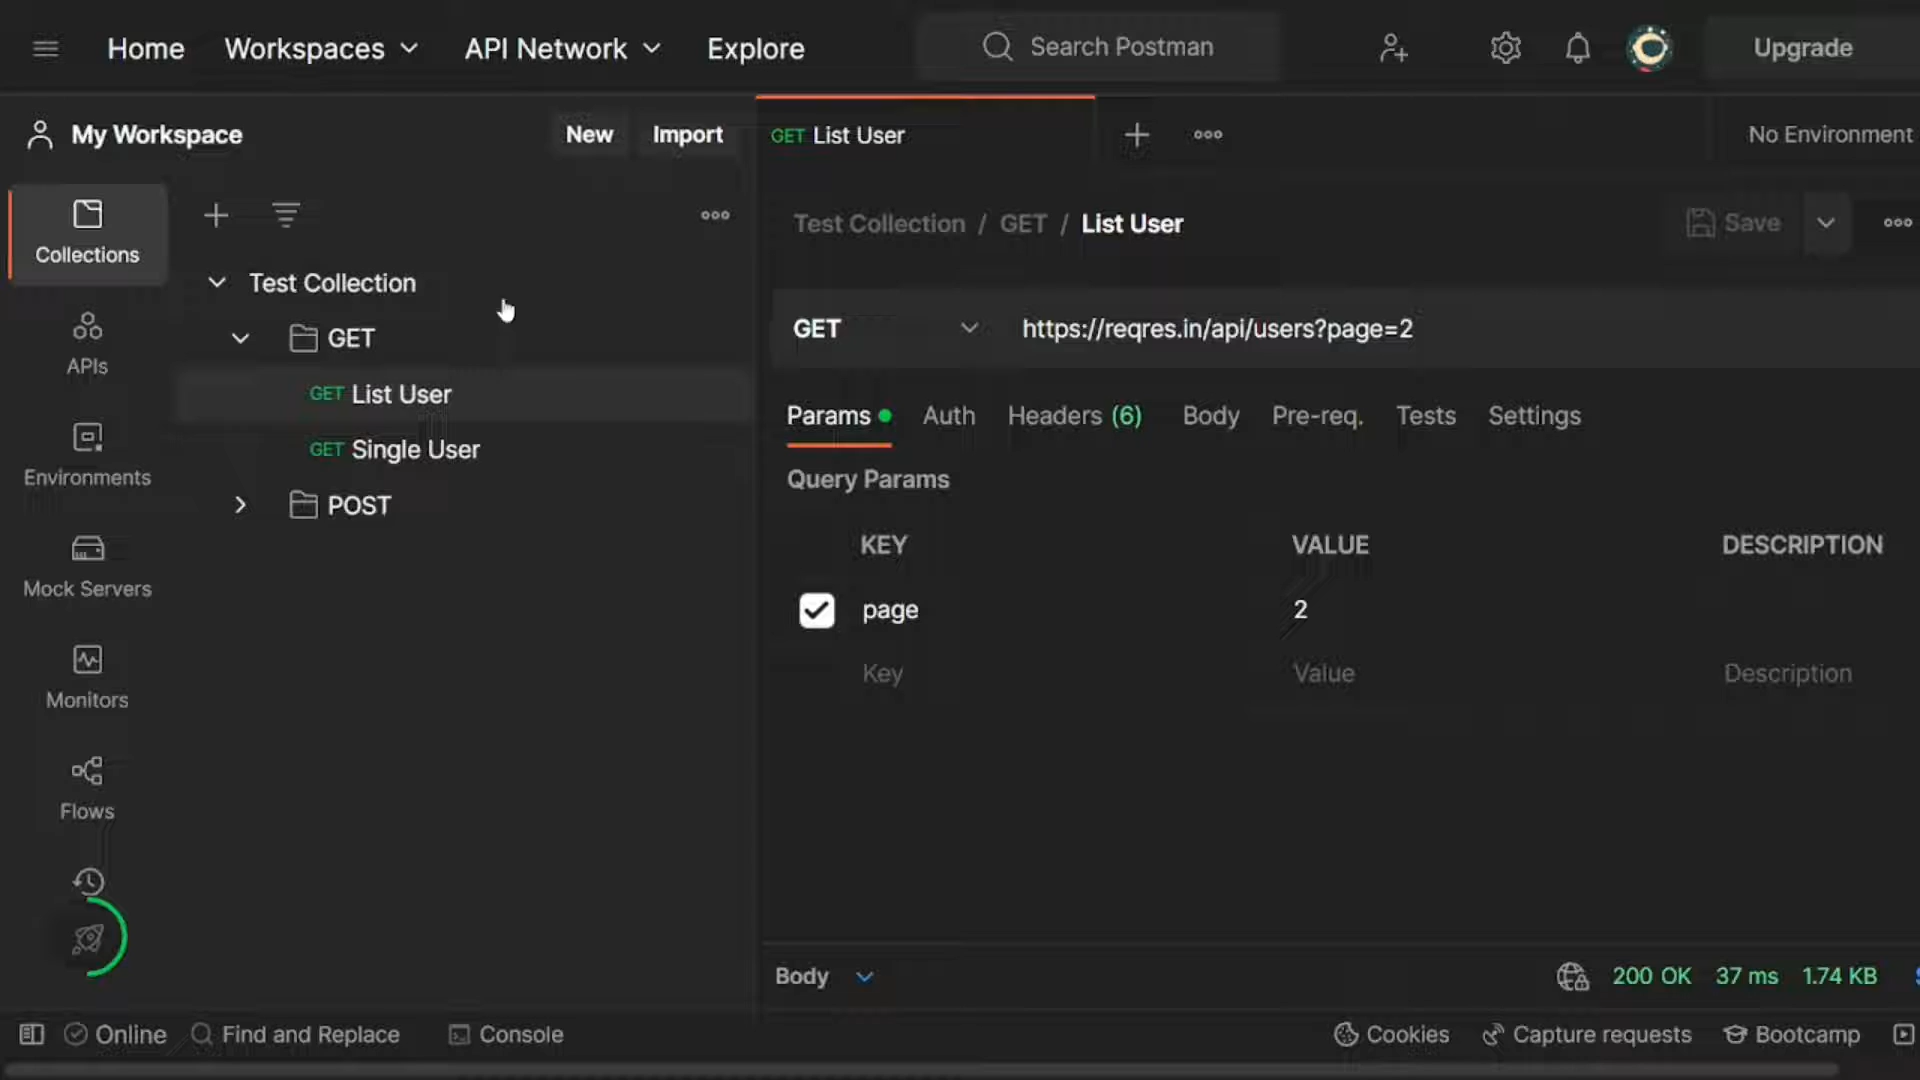 Home Workspaces API Network Explore Search Postman Upgrade
My Workspace New Import GET List User No Environment
Collections
Test Collection
GET
GET List User
GET Single User
POST
APIs
Environments
Mock Servers
Monitors
Flows
Test Collection / GET / List User Save
GET https://reqres.in/api/users?page=2
Params Auth Headers (6) Body Pre-req. Tests Settings
Query Params
KEY VALUE DESCRIPTION
page 2
Key Value Description
Body 200 OK 37 ms 1.74 KB
Online Find and Replace Console Cookies Capture requests Bootcamp